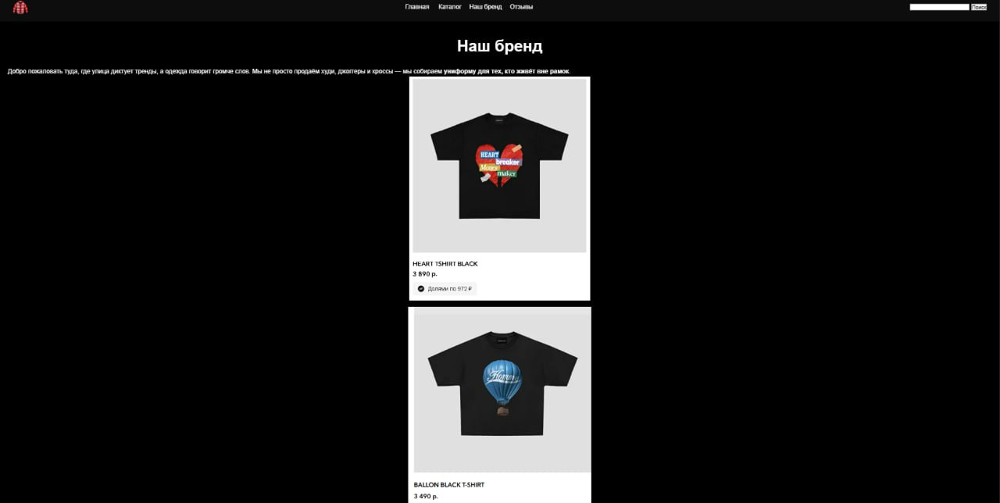 Главная Каталог Наш бренд Отзывы Поиск
Наш бренд
Добро пожаловать туда, где улица диктует тренды, а одежда говорит громче слов. Мы не просто продаём худи, джоггеры и кроссы — мы собираем униформу для тех, кто живёт вне рамок.
HEART
breaker
Money
maker
HEART TSHIRT BLACK
3 890 р.
Долями по 972 ₽
BALLON BLACK T-SHIRT
3 490 р.